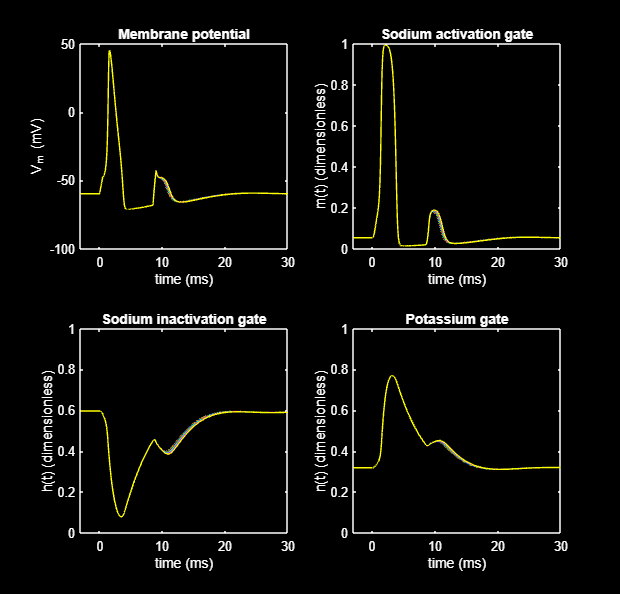 Membrane potential
50
0
-50
-100
V_m (mV)
0 10 20 30
time (ms)
Sodium activation gate
1
0.8
0.6
0.4
0.2
0
m(t) (dimensionless)
0 10 20 30
time (ms)
Sodium inactivation gate
1
0.8
0.6
0.4
0.2
0
h(t) (dimensionless)
0 10 20 30
time (ms)
Potassium gate
1
0.8
0.6
0.4
0.2
0
n(t) (dimensionless)
0 10 20 30
time (ms)